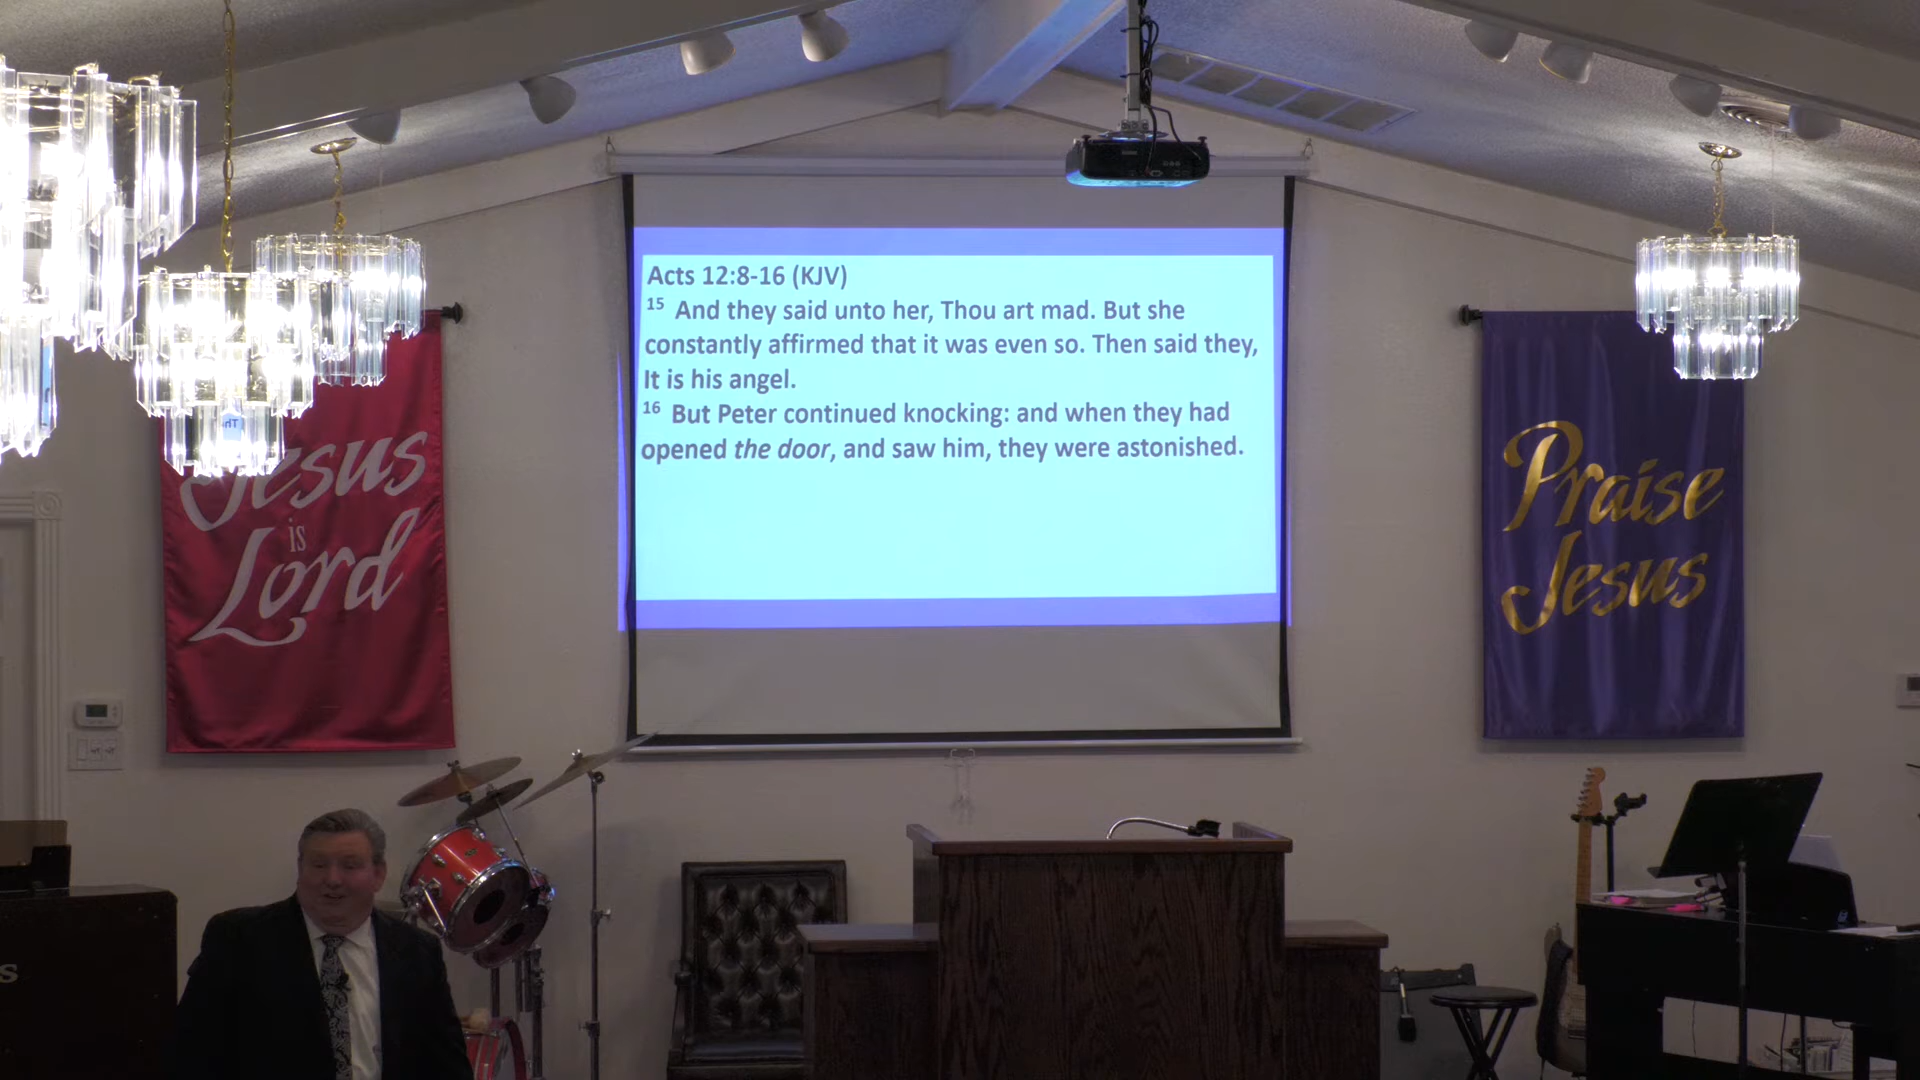 Acts 12:8-16 (KJV)
15 And they said unto her, Thou art mad. But she
constantly affirmed that it was even so. Then said they,
It is his angel.
16 But Peter continued knocking: and when they had
opened the door, and saw him, they were astonished.
Jesus
is
Lord
Praise
Jesus